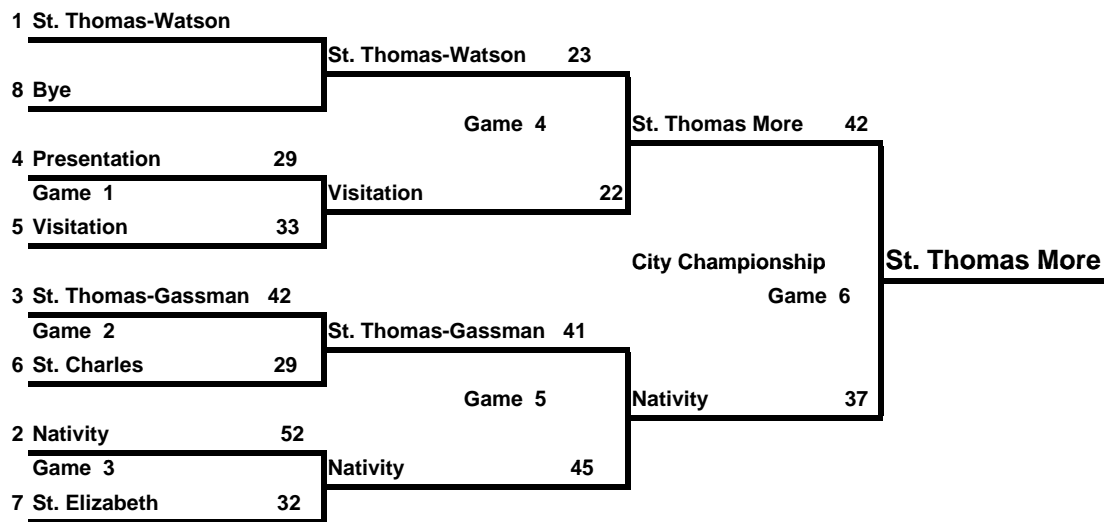 1 St. Thomas-Watson
St. Thomas-Watson 23
8 Bye
Game 4
St. Thomas More 42
4 Presentation 29
Game 1
Visitation 22
5 Visitation 33
City Championship
St. Thomas More
Game 6
3 St. Thomas-Gassman 42
Game 2
St. Thomas-Gassman 41
6 St. Charles 29
Game 5
Nativity 37
2 Nativity 52
Game 3
Nativity 45
7 St. Elizabeth 32